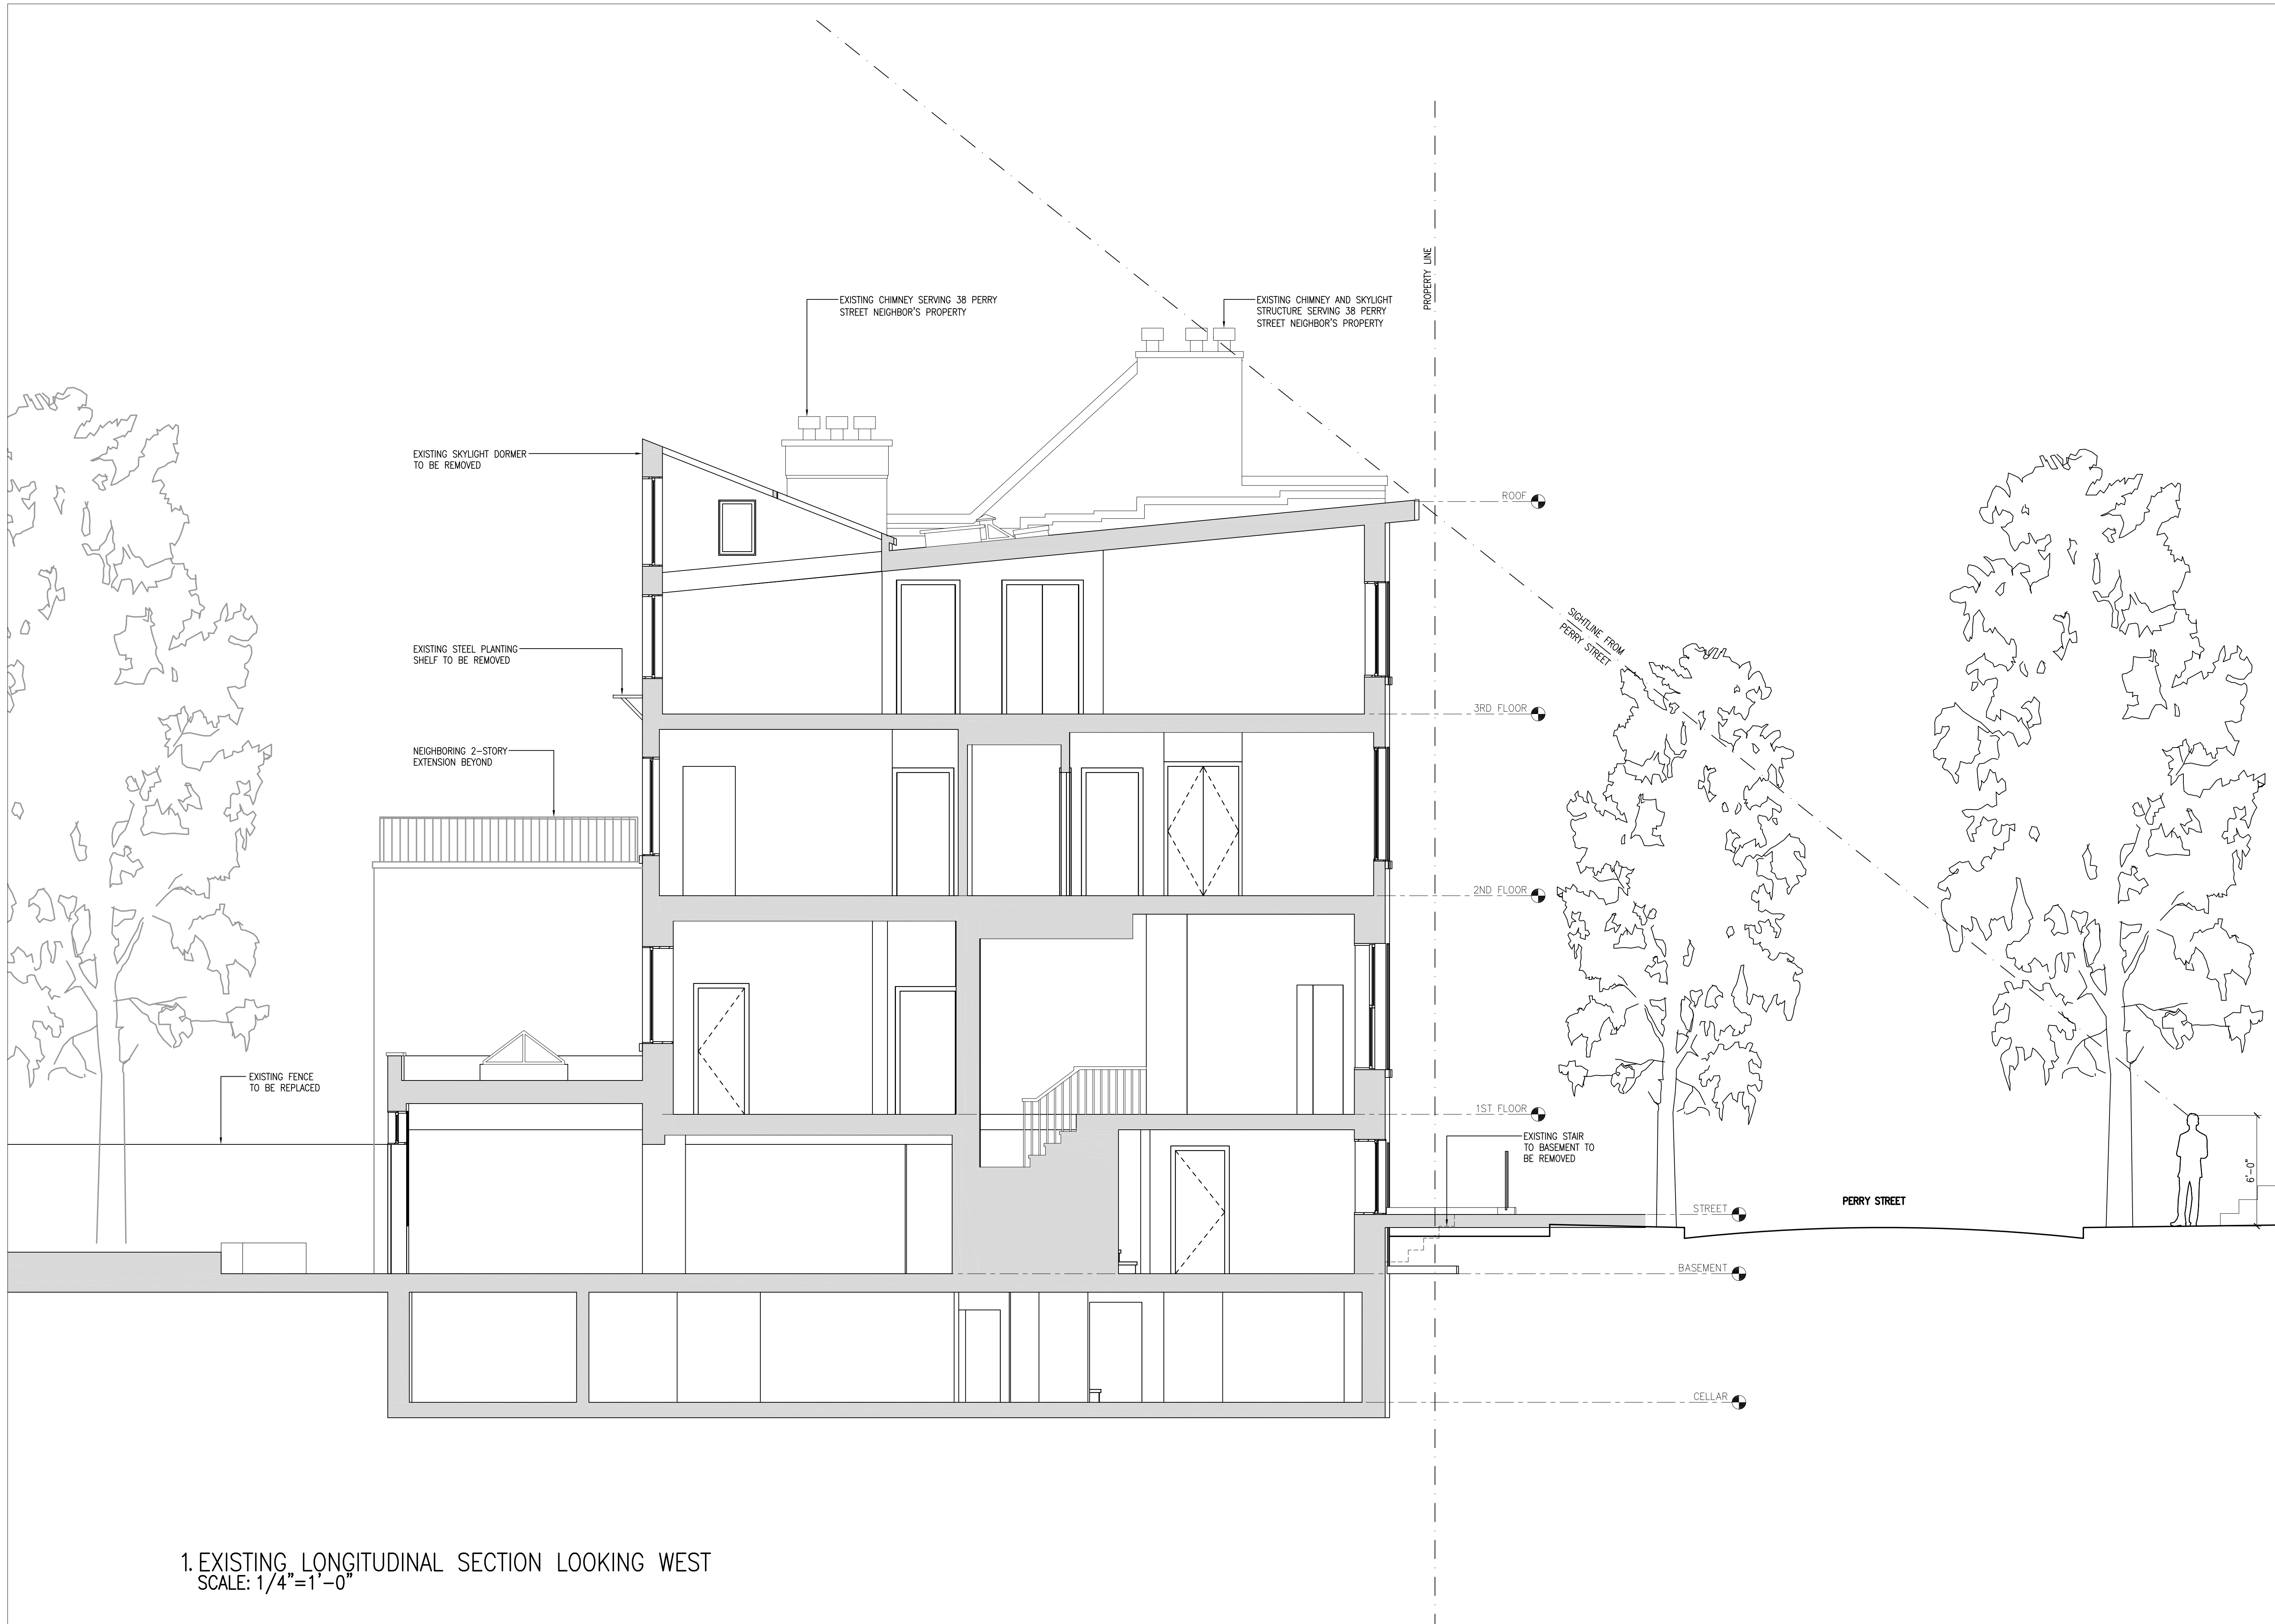 PROPERTY LINE
EXISTING CHIMNEY SERVING 38 PERRY
STREET NEIGHBOR'S PROPERTY
EXISTING CHIMNEY AND SKYLIGHT
STRUCTURE SERVING 38 PERRY
STREET NEIGHBOR'S PROPERTY
EXISTING SKYLIGHT DORMER
TO BE REMOVED
ROOF
SIGHTLINE FROM
PERRY STREET
EXISTING STEEL PLANTING
SHELF TO BE REMOVED
3RD FLOOR
NEIGHBORING 2-STORY
EXTENSION BEYOND
2ND FLOOR
EXISTING FENCE
TO BE REPLACED
1ST FLOOR
EXISTING STAIR
TO BASEMENT TO
BE REMOVED
6'-0"
PERRY STREET
STREET
BASEMENT
CELLAR
1. EXISTING LONGITUDINAL SECTION LOOKING WEST
SCALE: 1/4"=1'-0"